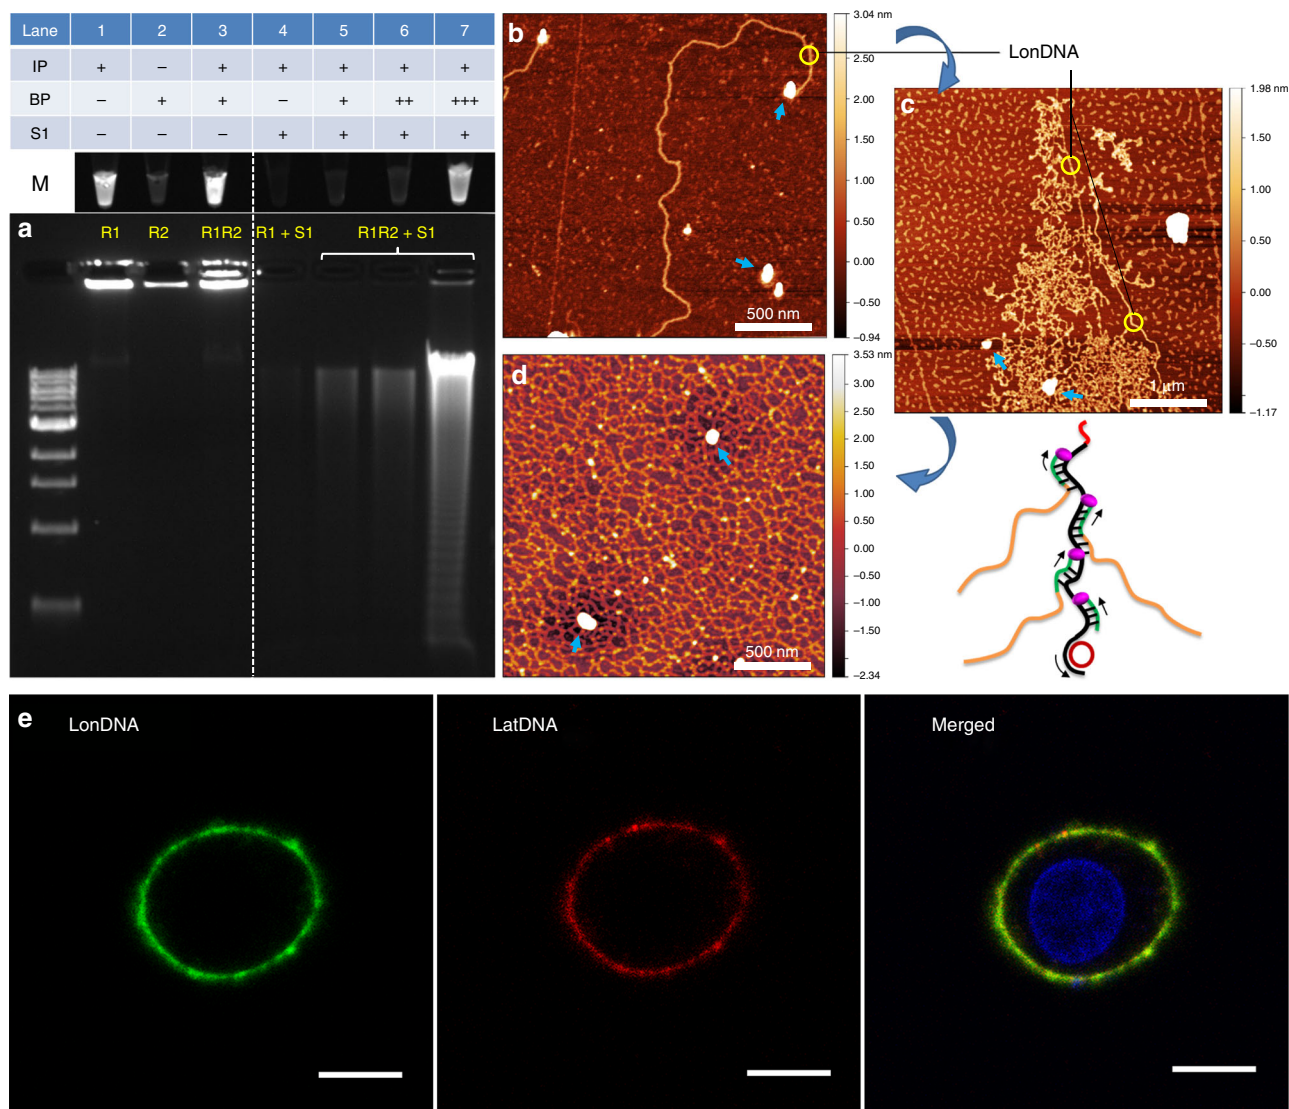 Lane 1 2 3 4 5 6 7
IP + – + + + + +
BP – + + – + ++ +++
S1 – – – + + + +
M
a
R1 R2 R1R2 R1 + S1 R1R2 + S1
b
500 nm
3.04 nm
2.50
2.00
1.50
1.00
0.50
0.00
–0.50
–0.94
LonDNA
c
1 µm
1.98 nm
1.50
1.00
0.50
0.00
–0.50
–1.17
d
500 nm
3.53 nm
3.00
2.50
2.00
1.50
1.00
0.50
0.00
–0.50
–1.00
–1.50
–2.34
e
LonDNA
LatDNA
Merged